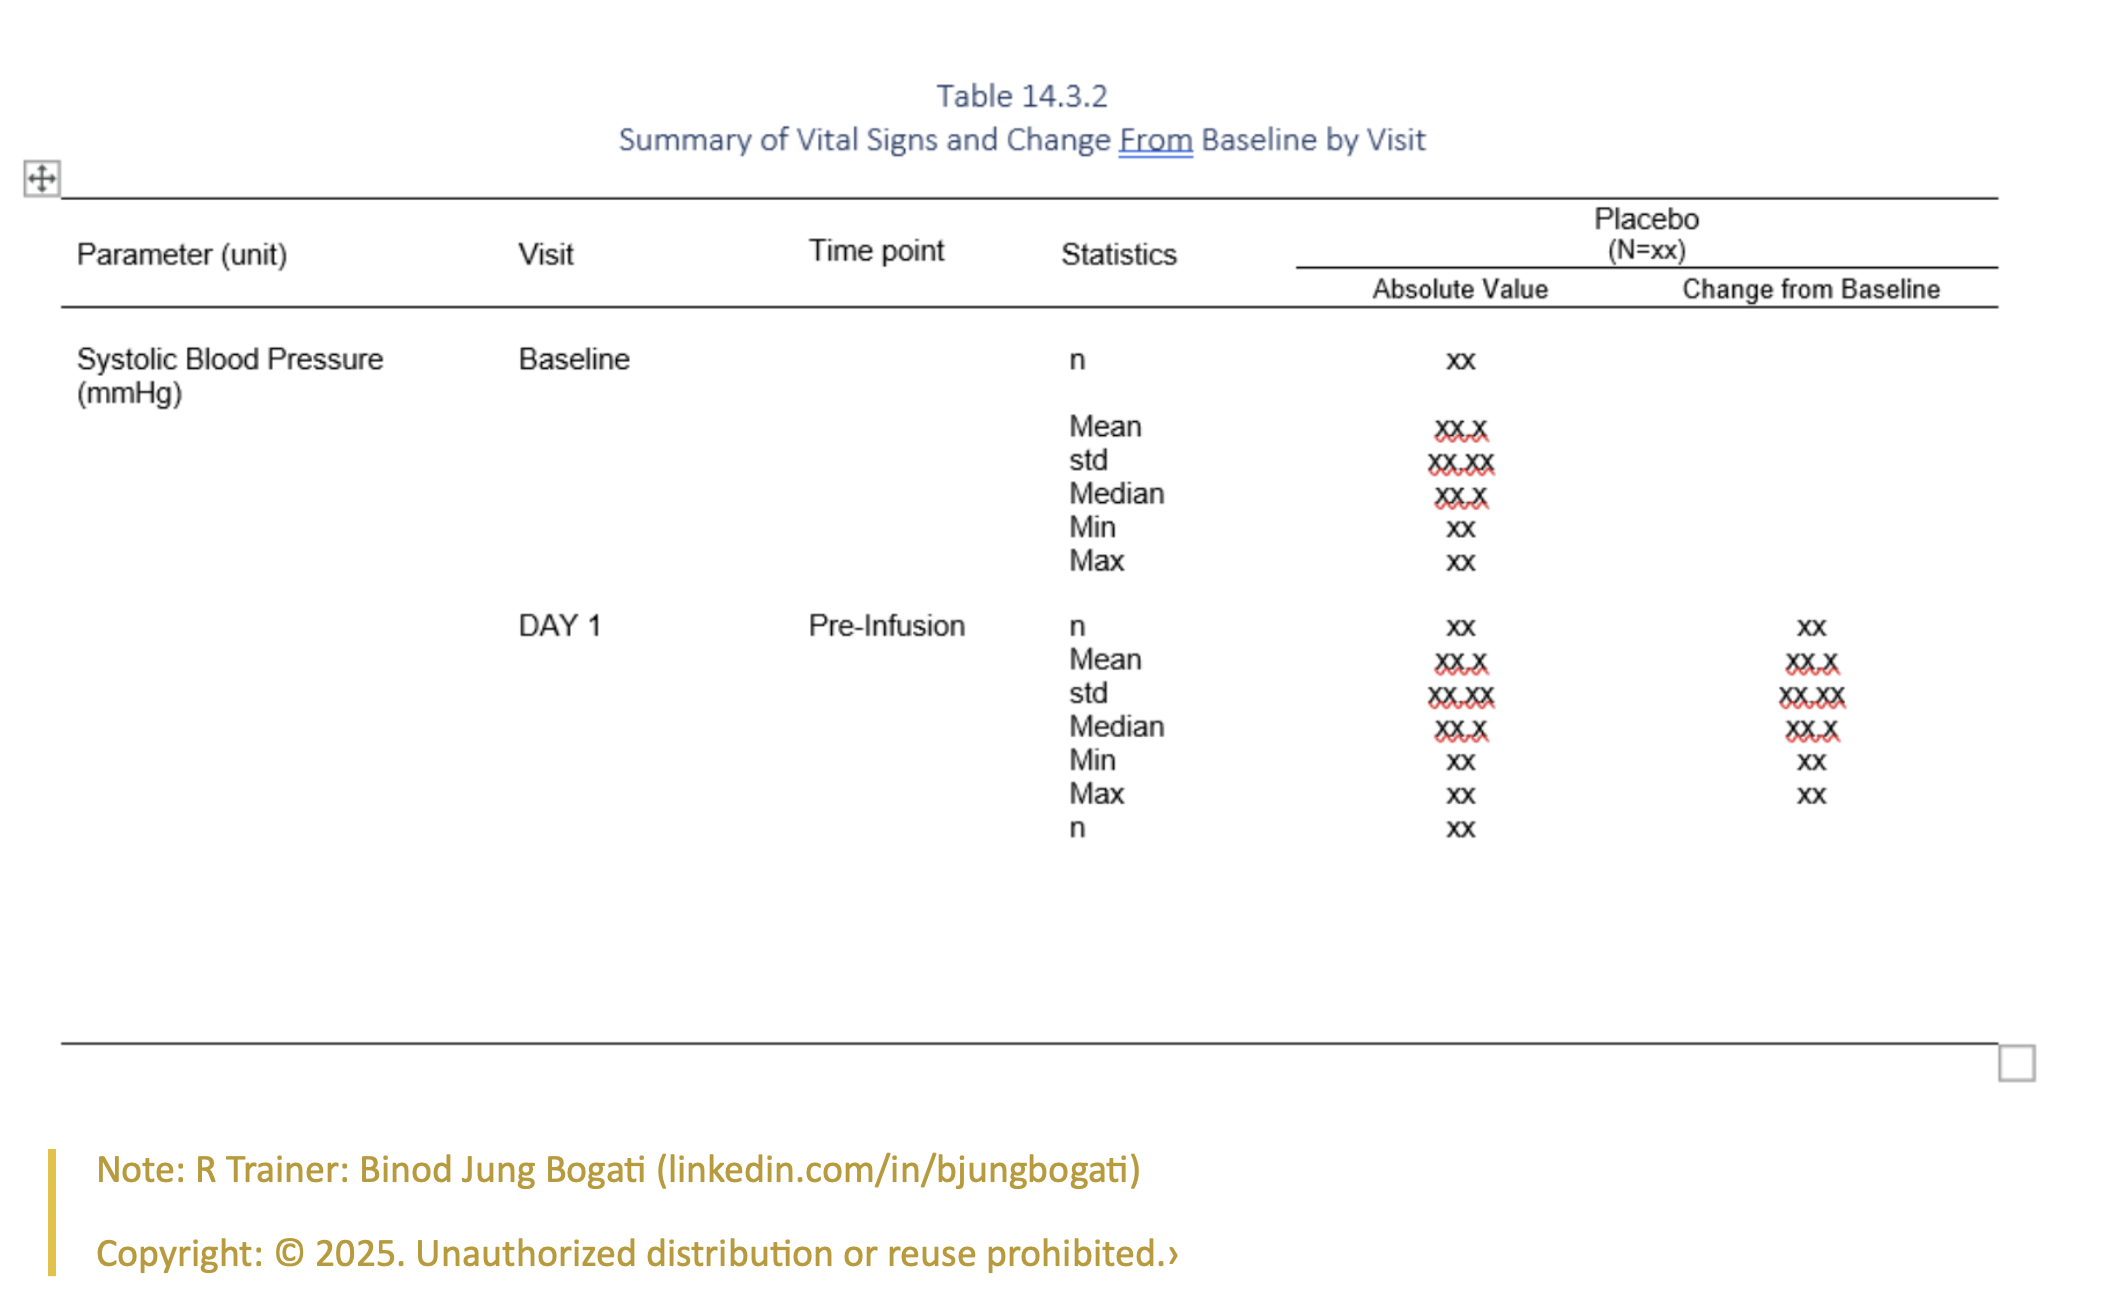 Table 14.3.2
Summary of Vital Signs and Change From Baseline by Visit
Placebo
(N=xx)
Parameter (unit) Visit Time point Statistics
Absolute Value Change from Baseline
Systolic Blood Pressure Baseline n xx
(mmHg)
Mean xx.x
std xx.xx
Median xx.x
Min xx
Max xx
DAY 1 Pre-Infusion n xx xx
Mean xx.x xx.x
std xx.xx xx.xx
Median xx.x xx.x
Min xx xx
Max xx xx
n xx
Note: R Trainer: Binod Jung Bogati (linkedin.com/in/bjungbogati)
Copyright: © 2025. Unauthorized distribution or reuse prohibited.›